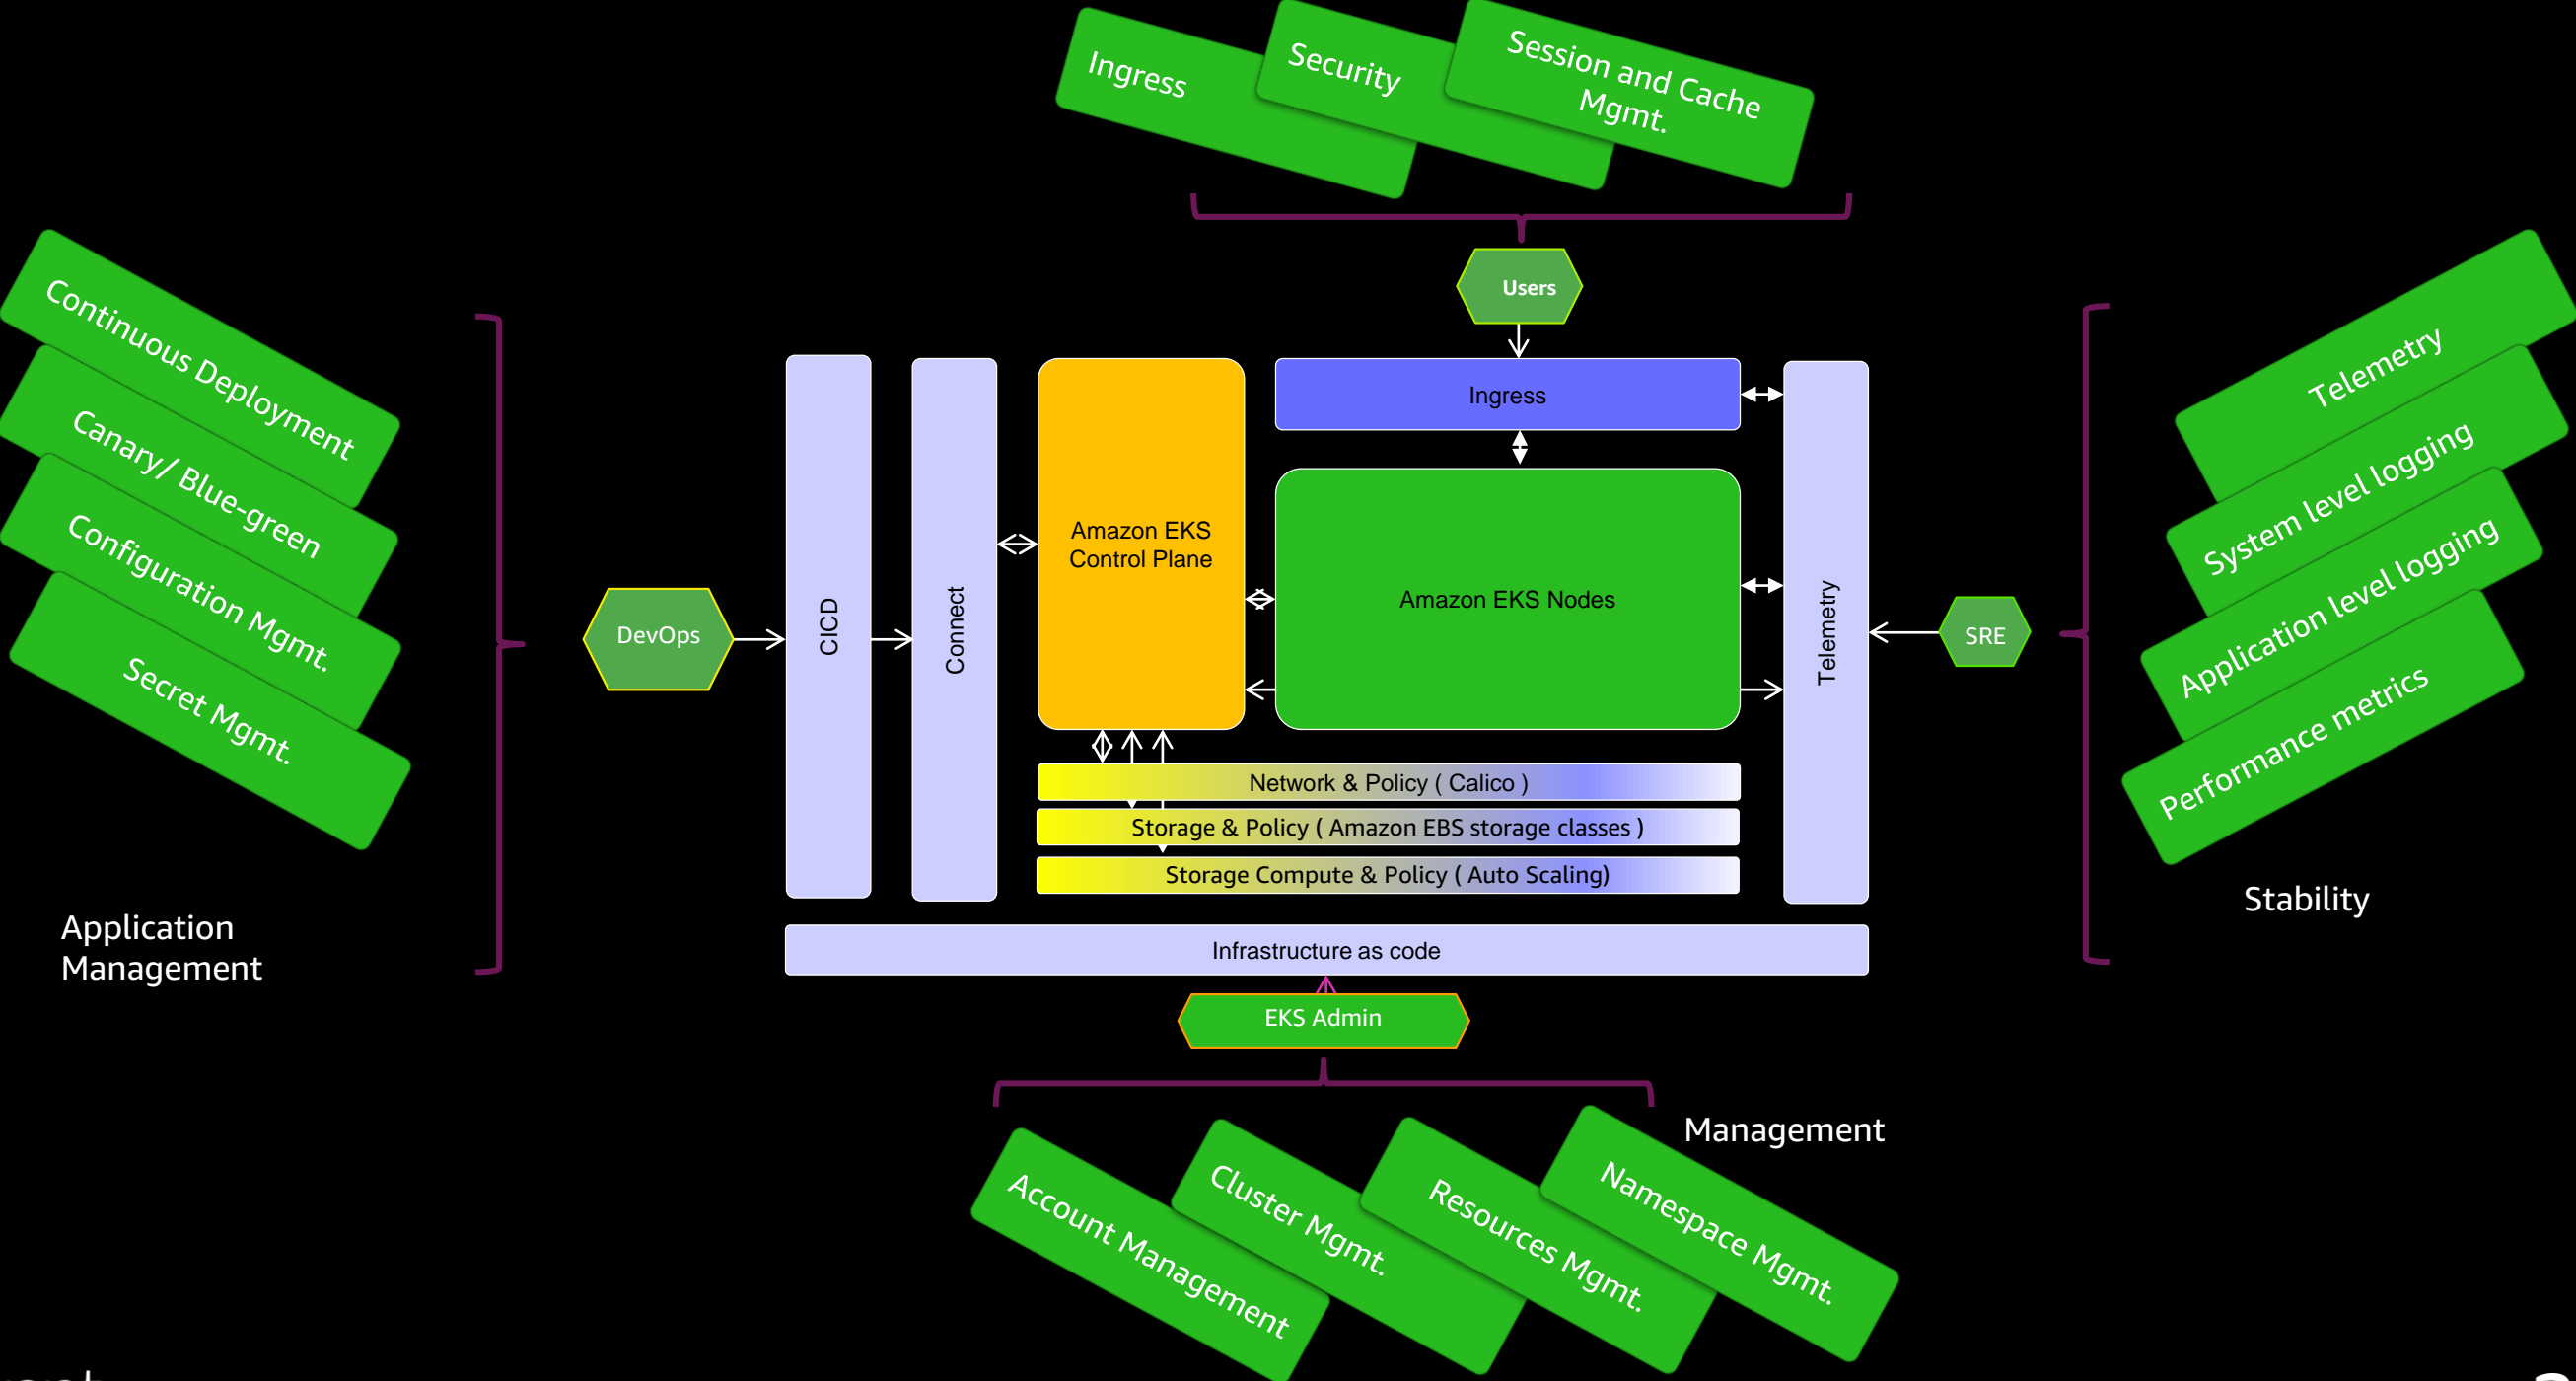 Ingress
Security
Session and Cache
Mgmt.
Users
Continuous Deployment
Canary/ Blue-green
Configuration Mgmt.
Secret Mgmt.
Application
Management
DevOps
CICD
Connect
Amazon EKS
Control Plane
Ingress
Amazon EKS Nodes
Telemetry
Network & Policy ( Calico )
Storage & Policy ( Amazon EBS storage classes )
Storage Compute & Policy ( Auto Scaling)
Infrastructure as code
EKS Admin
SRE
Telemetry
System level logging
Application level logging
Performance metrics
Stability
Management
Account Management
Cluster Mgmt.
Resources Mgmt.
Namespace Mgmt.